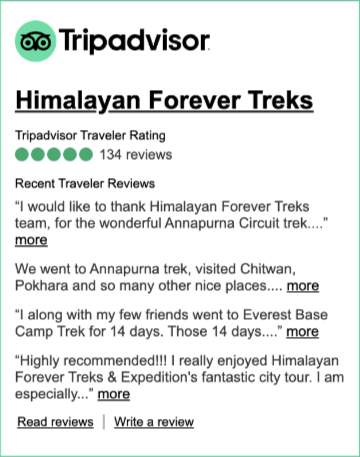 Tripadvisor
Himalayan Forever Treks
Tripadvisor Traveler Rating
134 reviews
Recent Traveler Reviews
“I would like to thank Himalayan Forever Treks
team, for the wonderful Annapurna Circuit trek....”
more
We went to Annapurna trek, visited Chitwan,
Pokhara and so many other nice places.... more
“I along with my few friends went to Everest Base
Camp Trek for 14 days. Those 14 days....” more
“Highly recommended!!! I really enjoyed Himalayan
Forever Treks & Expedition's fantastic city tour. I am
especially...” more
Read reviews | Write a review